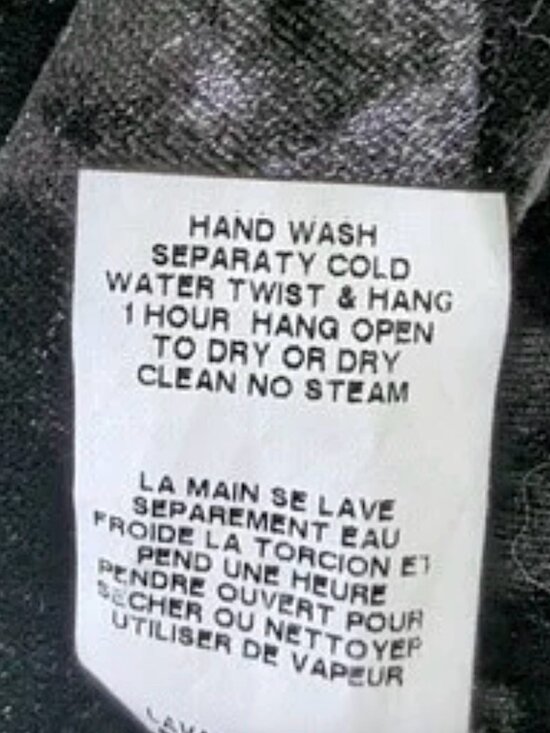 HAND WASH
SEPARATY COLD
WATER TWIST & HANG
1 HOUR HANG OPEN
TO DRY OR DRY
CLEAN NO STEAM
LA MAIN SE LAVE
SEPAREMENT EAU
FROIDE LA TORCION ET
PEND UNE HEURE
PENDRE OUVERT POUR
SECHER OU NETTOYER
UTILISER DE VAPEUR